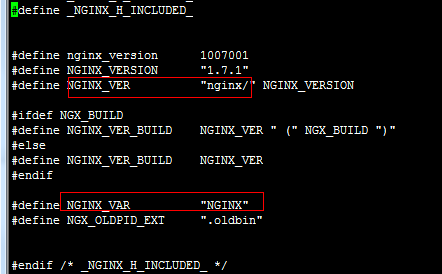 #define _NGINX_H_INCLUDED_
#define nginx_version      1007001
#define NGINX_VERSION      "1.7.1"
#define NGINX_VER          "nginx/" NGINX_VERSION
#ifdef NGX_BUILD
#define NGINX_VER_BUILD    NGINX_VER " (" NGX_BUILD ")"
#else
#define NGINX_VER_BUILD    NGINX_VER
#endif
#define NGINX_VAR          "NGINX"
#define NGX_OLDPID_EXT     ".oldbin"
#endif /* _NGINX_H_INCLUDED_ */